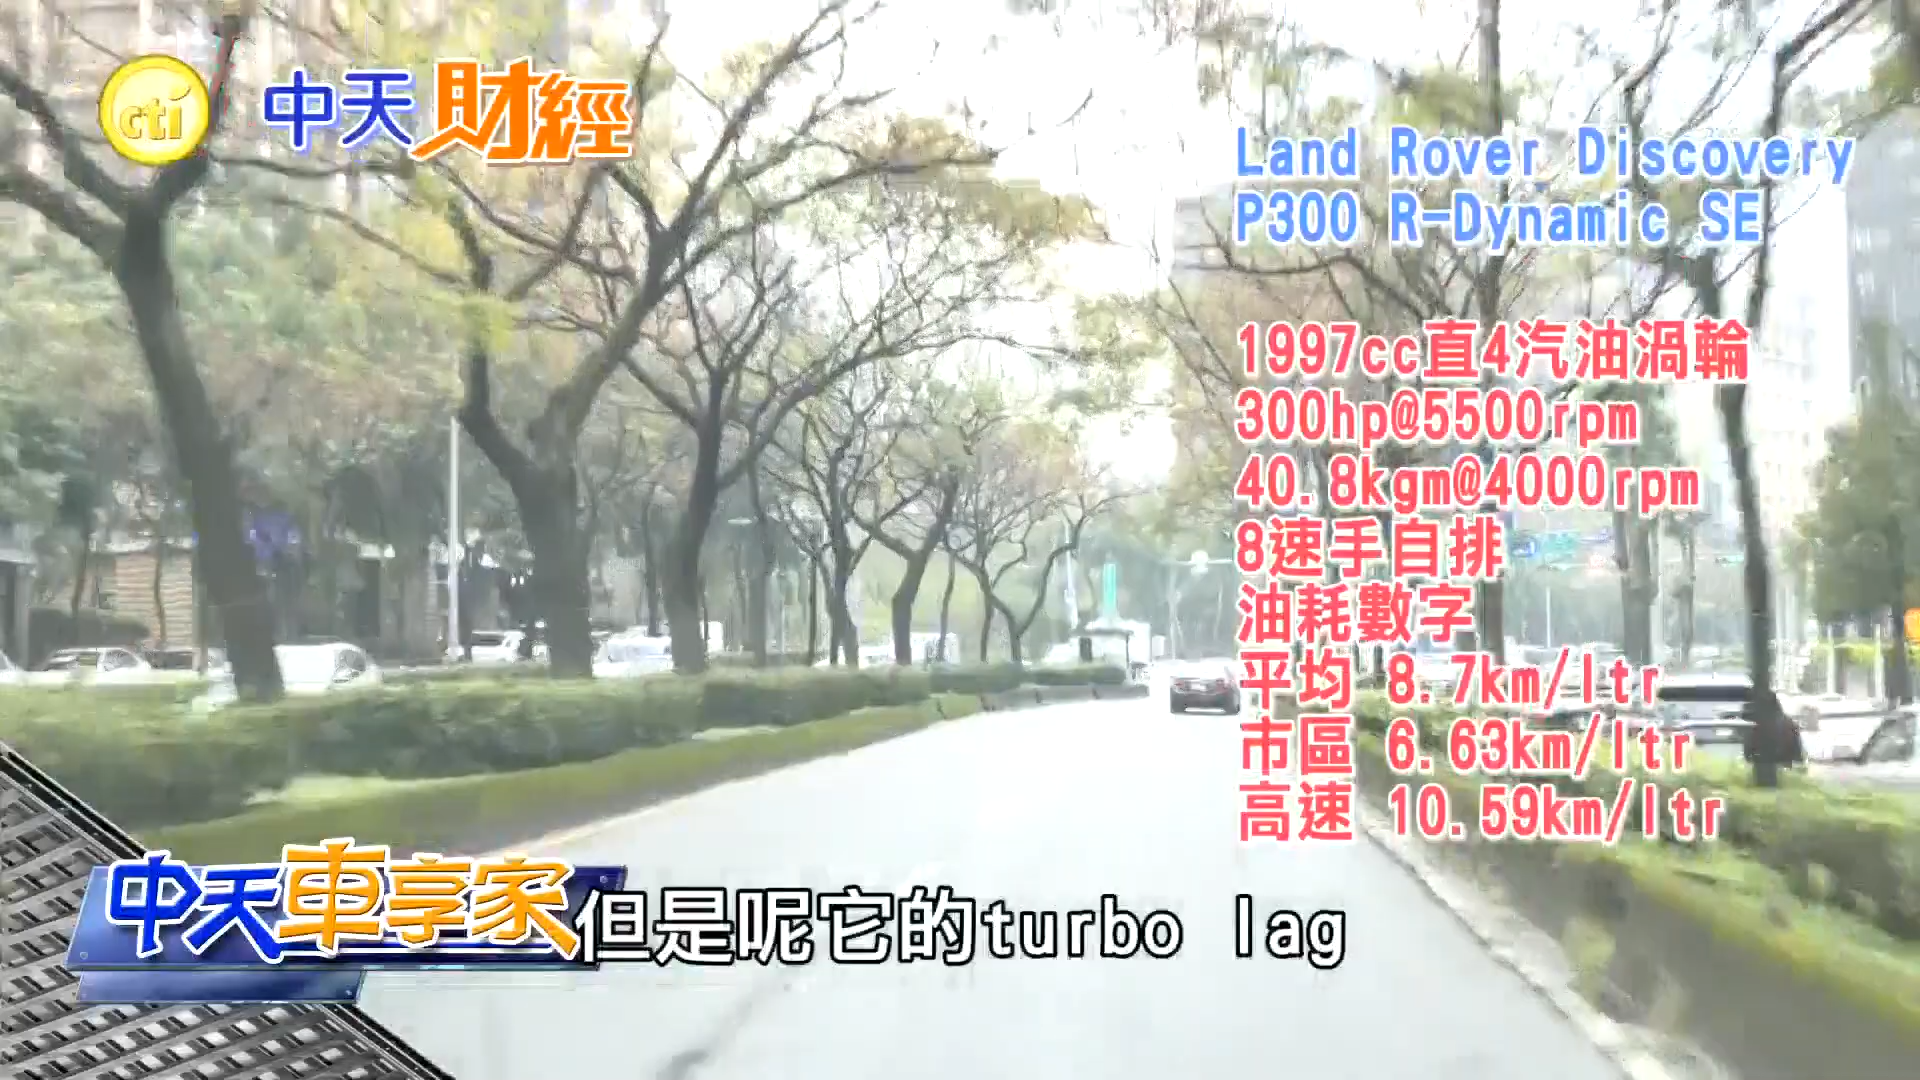 cti 中天財經
Land Rover Discovery
P300 R-Dynamic SE
1997cc直4汽油渦輪
300hp@5500rpm
40.8kgm@4000rpm
8速手自排
油耗數字
平均 8.7km/ltr
市區 6.63km/ltr
高速 10.59km/ltr
中天車享家
但是呢它的turbo lag